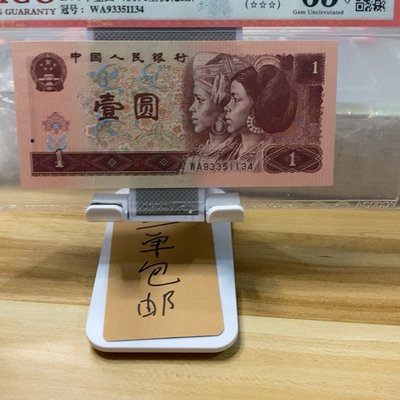 GUARANTY
冠号: WA93351134
(☆☆☆)
Gem Uncirculated
中国人民银行
1
壹圆
WA93351134
1
1
单包
邮